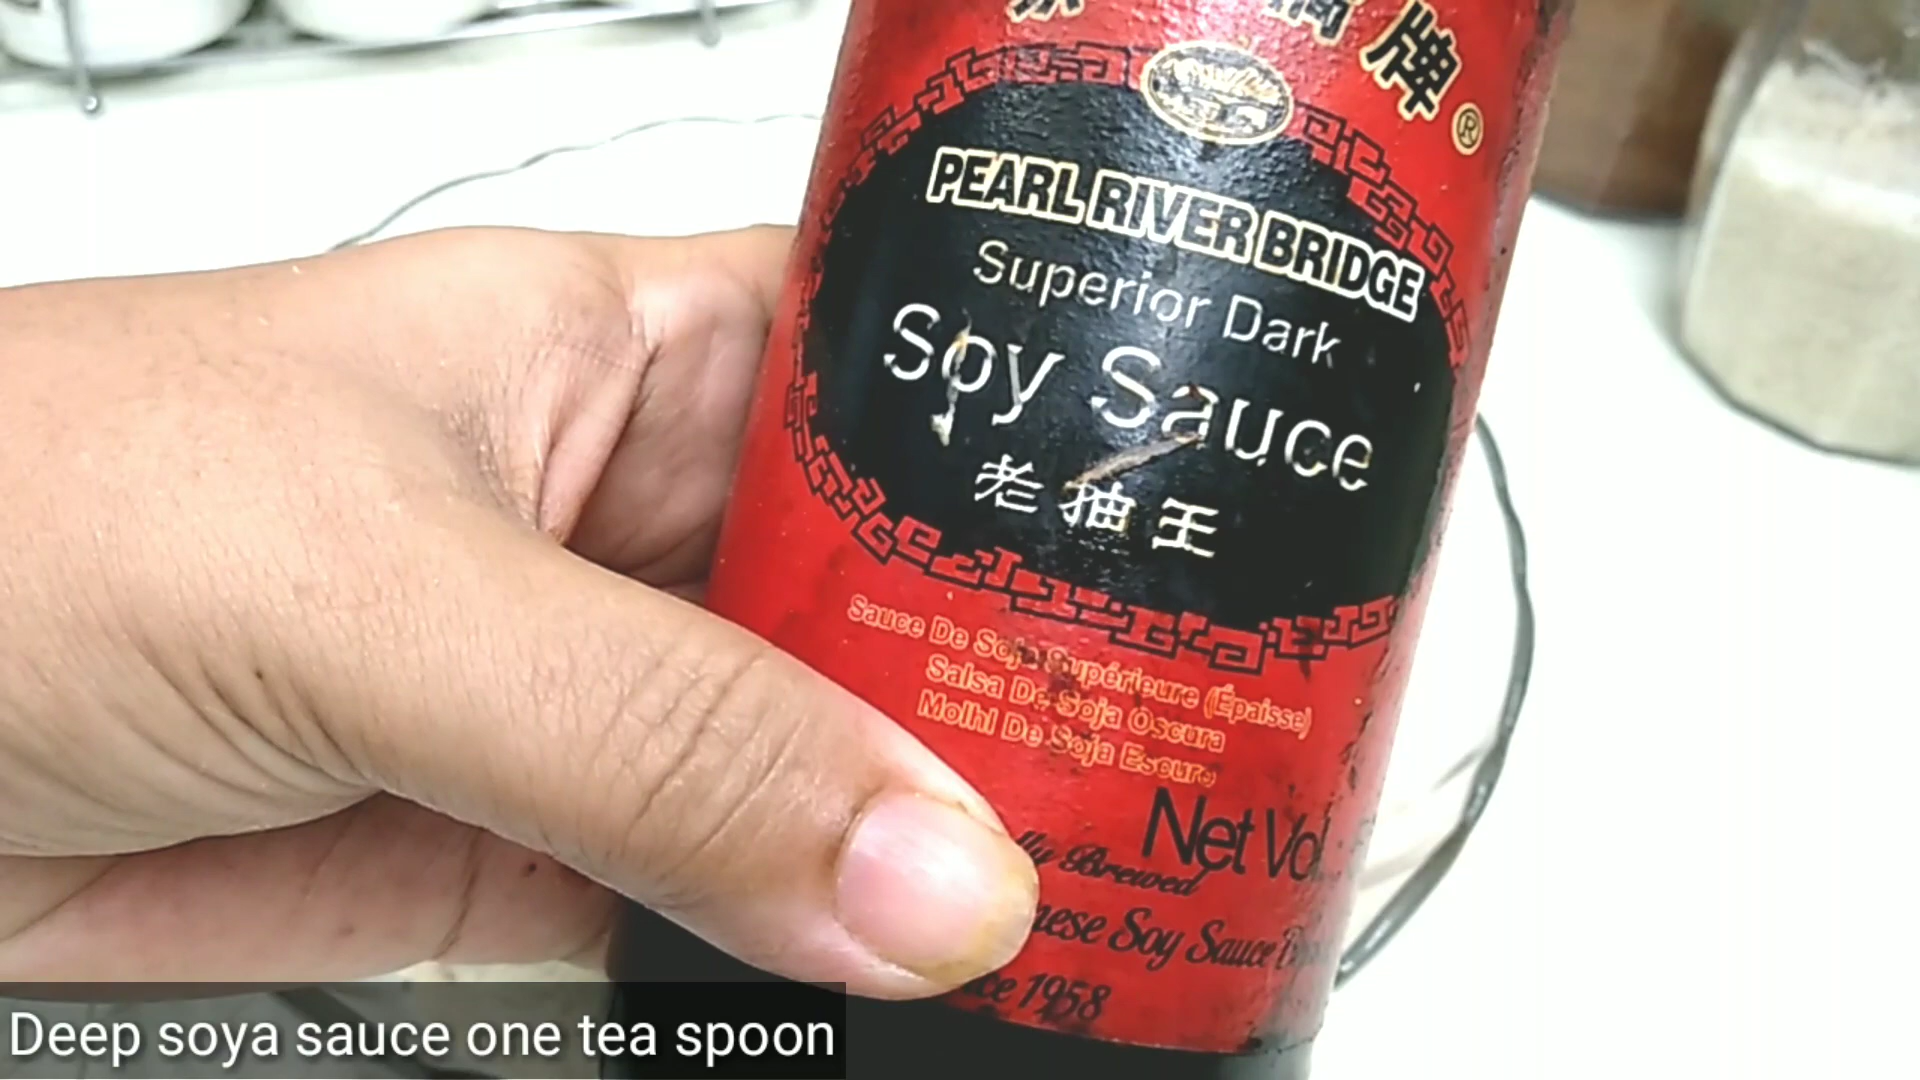 牌®
PEARL RIVER BRIDGE
Superior Dark
Soy Sauce
老抽王
Sauce De Soja Supérieure (Épaisse)
Salsa De Soja Oscura
Molhl De Soja Escuro
Net Vol.
Brewed
Soy Sauce
1958
Deep soya sauce one tea spoon